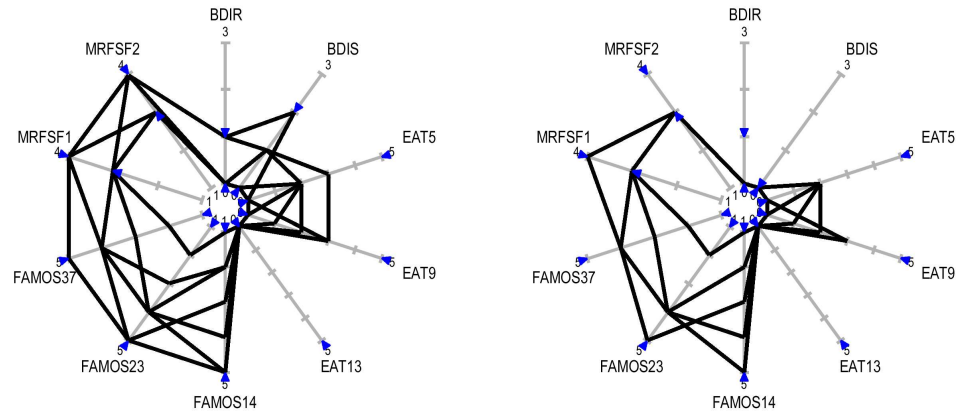 BDIR
3
BDIS
3
MRFSF2
4
MRFSF1
4
EAT5
5
EAT9
5
EAT13
5
FAMOS14
5
FAMOS23
5
FAMOS37
5
BDIR
3
BDIS
3
MRFSF2
4
MRFSF1
4
EAT5
5
EAT9
5
EAT13
5
FAMOS14
5
FAMOS23
5
FAMOS37
5